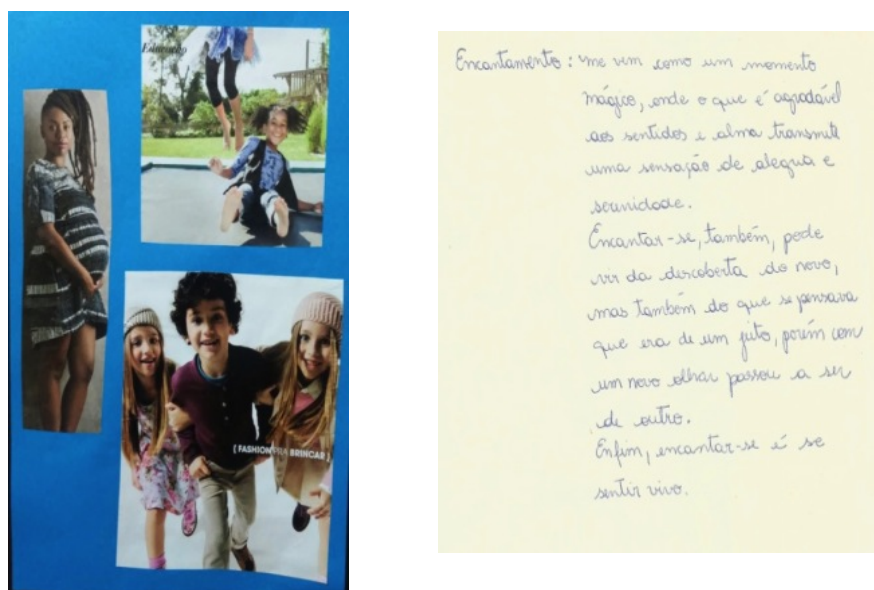 Educação
[ FASHION PRA BRINCAR ]
Encantamento: me vem como um momento
mágico, onde o que é agradável
aos sentidos e alma transmite
uma sensação de alegria e
serenidade.
Encantar-se, também, pode
vir da descoberta do novo,
mas também do que se pensava
que era de um jeito, porém com
um novo olhar passou a ser
de outro.
Enfim, encantar-se é se
sentir vivo.